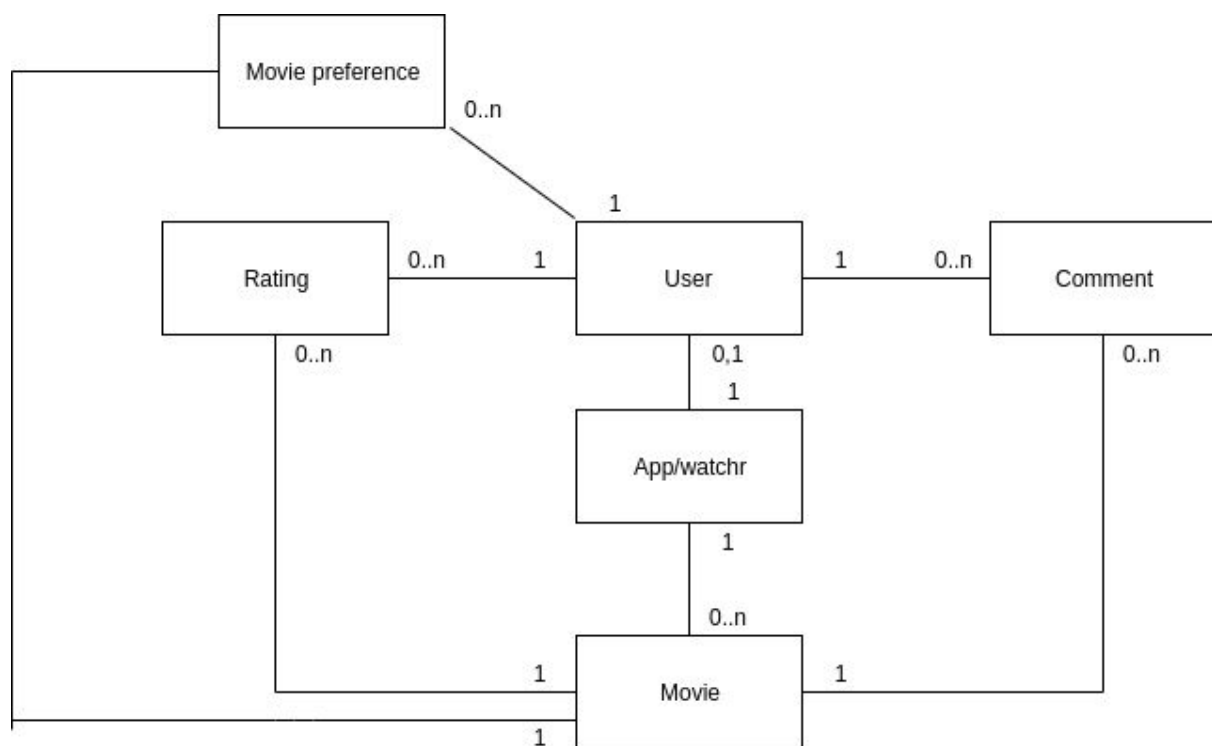 Movie preference
0..n
1
Rating
0..n
1
User
1
0..n
Comment
0..n
0,1
0..n
1
App/watchr
1
0..n
1
Movie
1
1